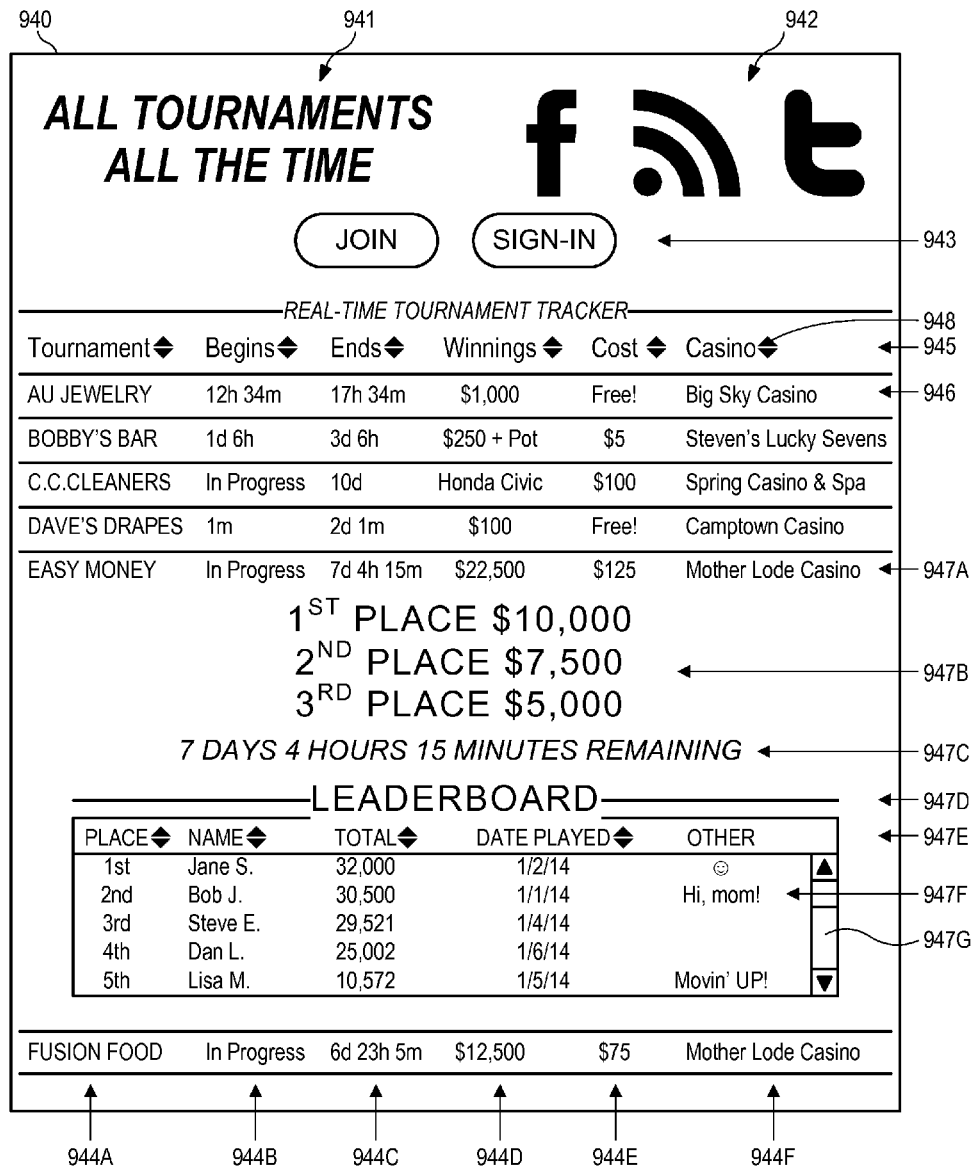 940 941 942
ALL TOURNAMENTS
ALL THE TIME
f t
JOIN SIGN-IN 943
REAL-TIME TOURNAMENT TRACKER
948
Tournament Begins Ends Winnings Cost Casino 945
AU JEWELRY 12h 34m 17h 34m $1,000 Free! Big Sky Casino 946
BOBBY'S BAR 1d 6h 3d 6h $250 + Pot $5 Steven's Lucky Sevens
C.C.CLEANERS In Progress 10d Honda Civic $100 Spring Casino & Spa
DAVE'S DRAPES 1m 2d 1m $100 Free! Camptown Casino
EASY MONEY In Progress 7d 4h 15m $22,500 $125 Mother Lode Casino 947A
1ST PLACE $10,000
2ND PLACE $7,500 947B
3RD PLACE $5,000
7 DAYS 4 HOURS 15 MINUTES REMAINING 947C
LEADERBOARD 947D
PLACE NAME TOTAL DATE PLAYED OTHER 947E
1st Jane S. 32,000 1/2/14 ☺
2nd Bob J. 30,500 1/1/14 Hi, mom! 947F
3rd Steve E. 29,521 1/4/14
947G
4th Dan L. 25,002 1/6/14
5th Lisa M. 10,572 1/5/14 Movin' UP!
FUSION FOOD In Progress 6d 23h 5m $12,500 $75 Mother Lode Casino
944A 944B 944C 944D 944E 944F